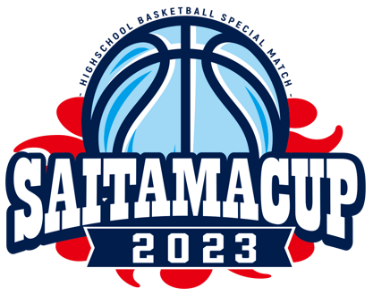 - HIGHSCHOOL BASKETBALL SPECIAL MATCH -
SAITAMACUP
2023